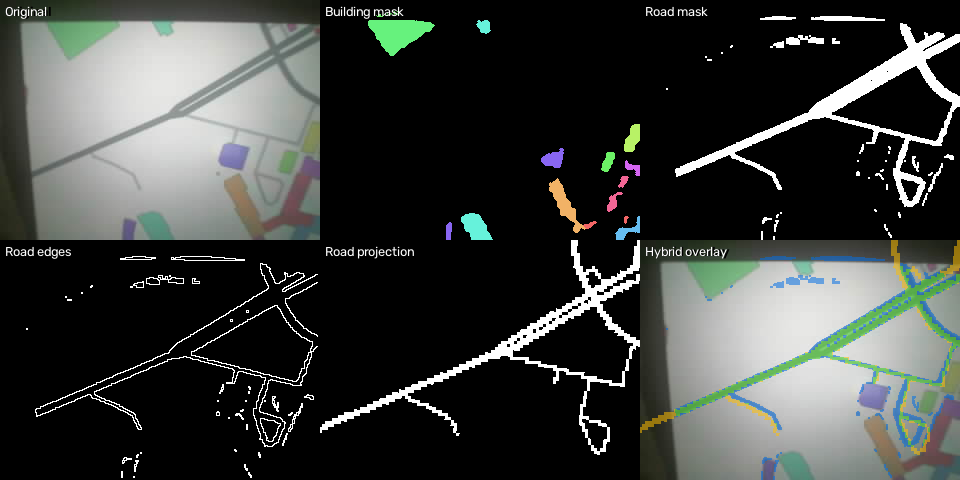 Original
Building mask
Road mask
Road edges
Road projection
Hybrid overlay